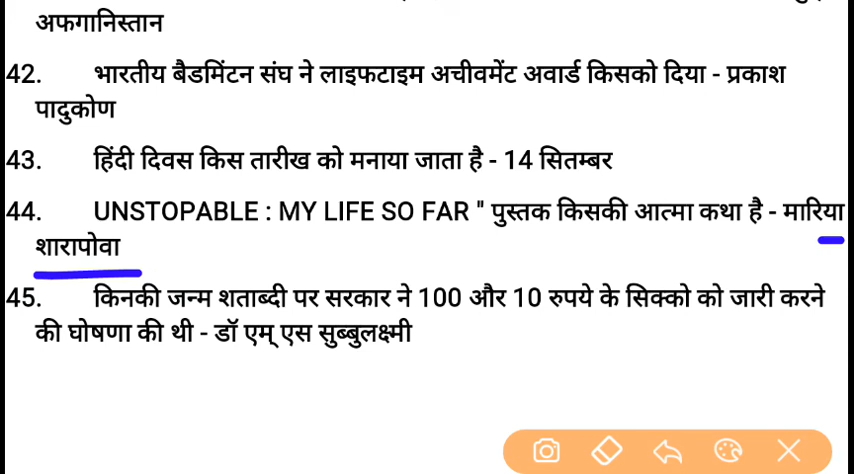 अफगानिस्तान
42. भारतीय बैडमिंटन संघ ने लाइफटाइम अचीवमेंट अवार्ड किसको दिया - प्रकाश
पादुकोण
43. हिंदी दिवस किस तारीख को मनाया जाता है - 14 सितम्बर
44. UNSTOPABLE : MY LIFE SO FAR " पुस्तक किसकी आत्मा कथा है - मारिया
शारापोवा
45. किनकी जन्म शताब्दी पर सरकार ने 100 और 10 रुपये के सिक्को को जारी करने
की घोषणा की थी - डॉ एम् एस सुब्बुलक्ष्मी